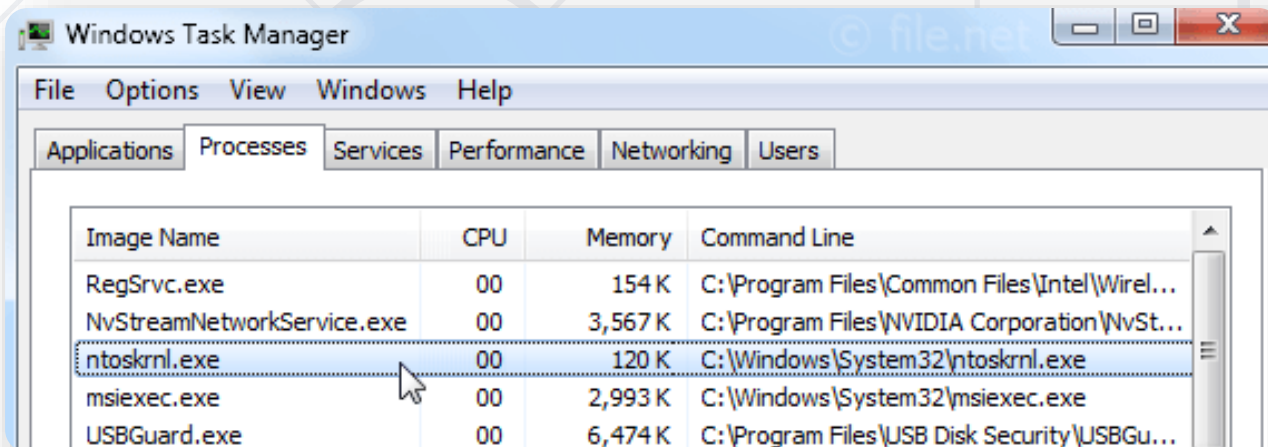 Windows Task Manager © file.net
File Options View Windows Help
Applications Processes Services Performance Networking Users
Image Name CPU Memory Command Line
RegSrvc.exe 00 154 K C:\Program Files\Common Files\Intel\Wirel...
NvStreamNetworkService.exe 00 3,567 K C:\Program Files\NVIDIA Corporation\NvSt...
ntoskrnl.exe 00 120 K C:\Windows\System32\ntoskrnl.exe
msiexec.exe 00 2,993 K C:\Windows\System32\msiexec.exe
USBGuard.exe 00 6,474 K C:\Program Files\USB Disk Security\USBGu...